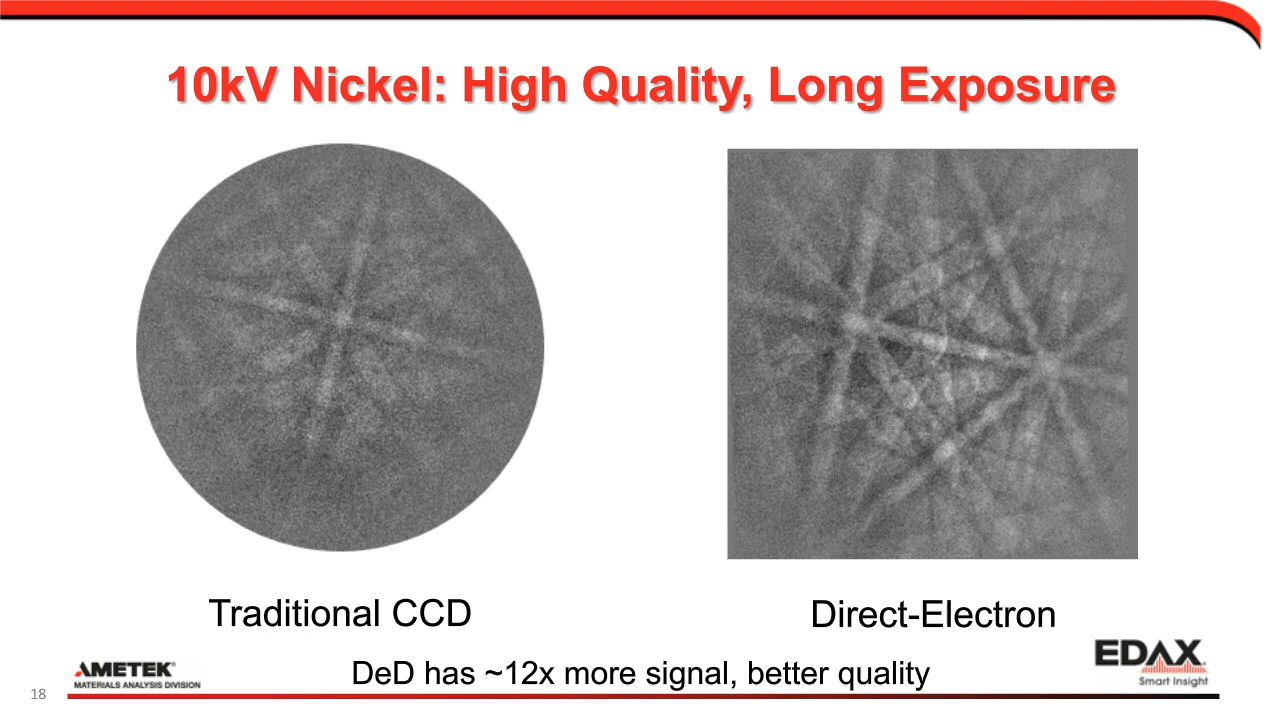 10kV Nickel: High Quality, Long Exposure
Traditional CCD
Direct-Electron
DeD has ~12x more signal, better quality
AMETEK®
MATERIALS ANALYSIS DIVISION
EDAX
Smart Insight
18